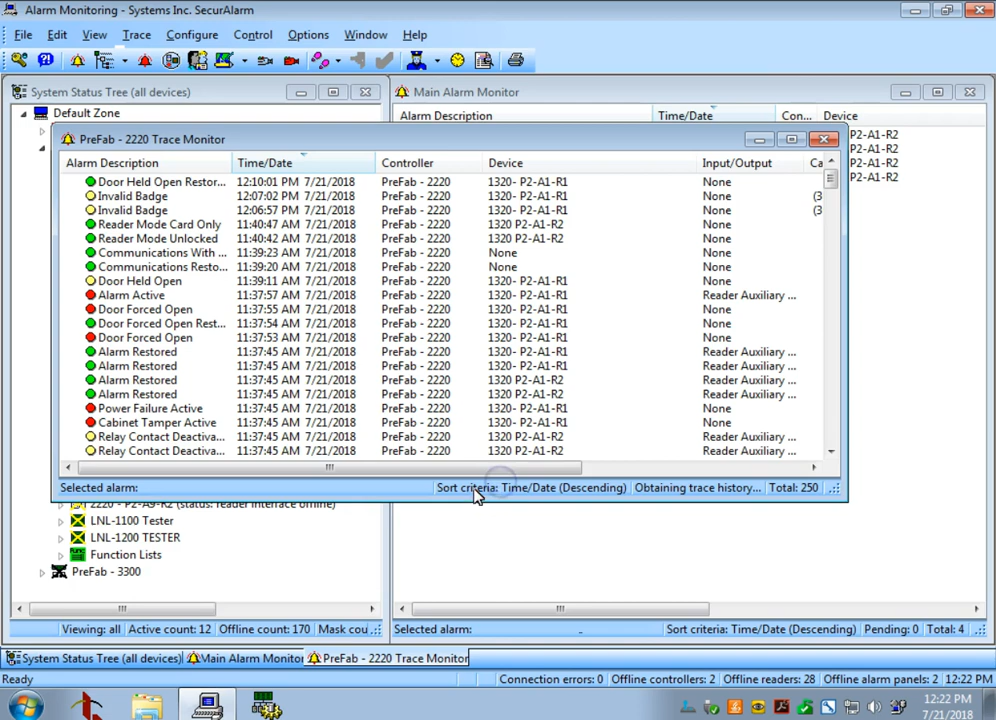 Alarm Monitoring - Systems Inc. SecurAlarm
File Edit View Trace Configure Control Options Window Help
System Status Tree (all devices)
Main Alarm Monitor
Default Zone
Alarm Description Time/Date Con... Device
P2-A1-R2
P2-A1-R2
P2-A1-R2
P2-A1-R2
PreFab - 2220 Trace Monitor
Alarm Description Time/Date Controller Device Input/Output Ca
Door Held Open Restor... 12:10:01 PM 7/21/2018 PreFab - 2220 1320- P2-A1-R1 None
Invalid Badge 12:07:02 PM 7/21/2018 PreFab - 2220 1320- P2-A1-R1 None (3
Invalid Badge 12:06:57 PM 7/21/2018 PreFab - 2220 1320- P2-A1-R1 None (3
Reader Mode Card Only 11:40:47 AM 7/21/2018 PreFab - 2220 1320 P2-A1-R2 None
Reader Mode Unlocked 11:40:42 AM 7/21/2018 PreFab - 2220 1320 P2-A1-R2 None
Communications With ... 11:39:23 AM 7/21/2018 PreFab - 2220 None None
Communications Resto... 11:39:20 AM 7/21/2018 PreFab - 2220 None None
Door Held Open 11:39:11 AM 7/21/2018 PreFab - 2220 1320- P2-A1-R1 None
Alarm Active 11:37:57 AM 7/21/2018 PreFab - 2220 1320- P2-A1-R1 Reader Auxiliary ...
Door Forced Open 11:37:55 AM 7/21/2018 PreFab - 2220 1320- P2-A1-R1 None
Door Forced Open Rest... 11:37:54 AM 7/21/2018 PreFab - 2220 1320- P2-A1-R1 None
Door Forced Open 11:37:53 AM 7/21/2018 PreFab - 2220 1320- P2-A1-R1 None
Alarm Restored 11:37:45 AM 7/21/2018 PreFab - 2220 1320- P2-A1-R1 Reader Auxiliary ...
Alarm Restored 11:37:45 AM 7/21/2018 PreFab - 2220 1320- P2-A1-R1 Reader Auxiliary ...
Alarm Restored 11:37:45 AM 7/21/2018 PreFab - 2220 1320 P2-A1-R2 Reader Auxiliary ...
Alarm Restored 11:37:45 AM 7/21/2018 PreFab - 2220 1320 P2-A1-R2 Reader Auxiliary ...
Power Failure Active 11:37:45 AM 7/21/2018 PreFab - 2220 1320- P2-A1-R1 None
Cabinet Tamper Active 11:37:45 AM 7/21/2018 PreFab - 2220 1320- P2-A1-R1 None
Relay Contact Deactiva... 11:37:45 AM 7/21/2018 PreFab - 2220 1320 P2-A1-R2 Reader Auxiliary ...
Relay Contact Deactiva... 11:37:45 AM 7/21/2018 PreFab - 2220 1320 P2-A1-R2 Reader Auxiliary ...
Selected alarm: Sort criteria: Time/Date (Descending) Obtaining trace history... Total: 250
2220 - P2-A9-R2 (status: reader interface offline)
LNL-1100 Tester
LNL-1200 TESTER
Function Lists
PreFab - 3300
Viewing: all Active count: 12 Offline count: 170 Mask cou
Selected alarm: Sort criteria: Time/Date (Descending) Pending: 0 Total: 4
System Status Tree (all devices) Main Alarm Monitor PreFab - 2220 Trace Monitor
Ready Connection errors: 0 Offline controllers: 2 Offline readers: 28 Offline alarm panels: 2 12:22 PM
12:22 PM
7/21/2018